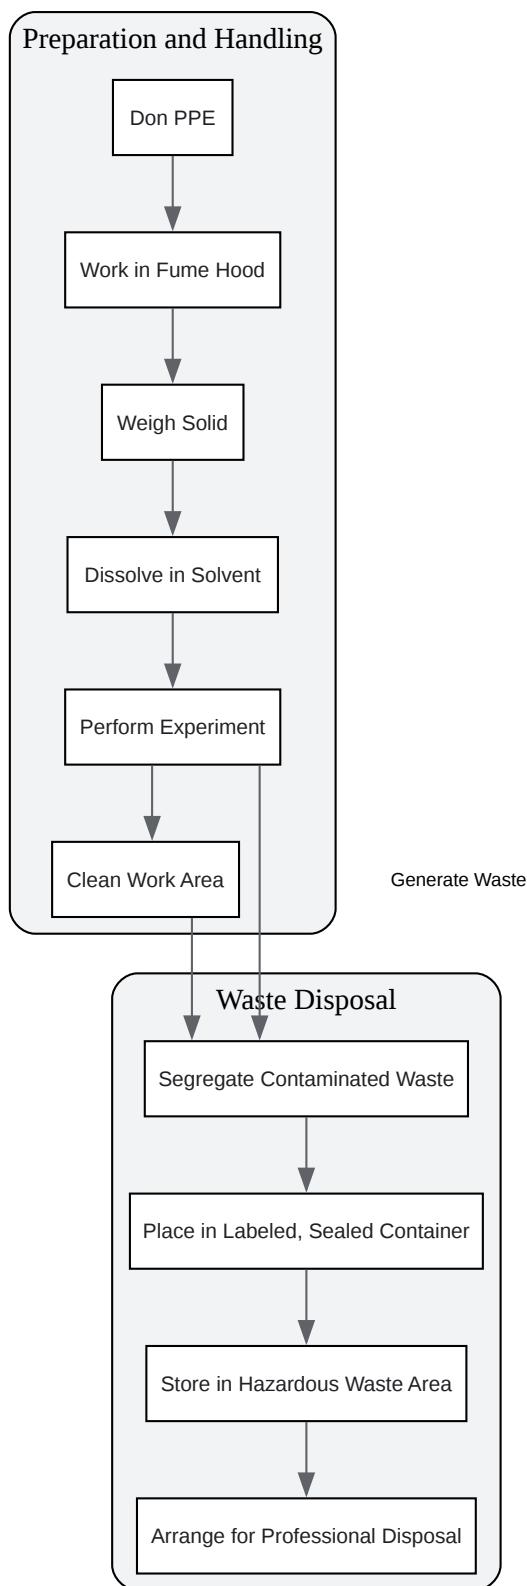 Preparation and Handling
Don PPE
Work in Fume Hood
Weigh Solid
Dissolve in Solvent
Perform Experiment
Clean Work Area
Generate Waste
Waste Disposal
Segregate Contaminated Waste
Place in Labeled, Sealed Container
Store in Hazardous Waste Area
Arrange for Professional Disposal